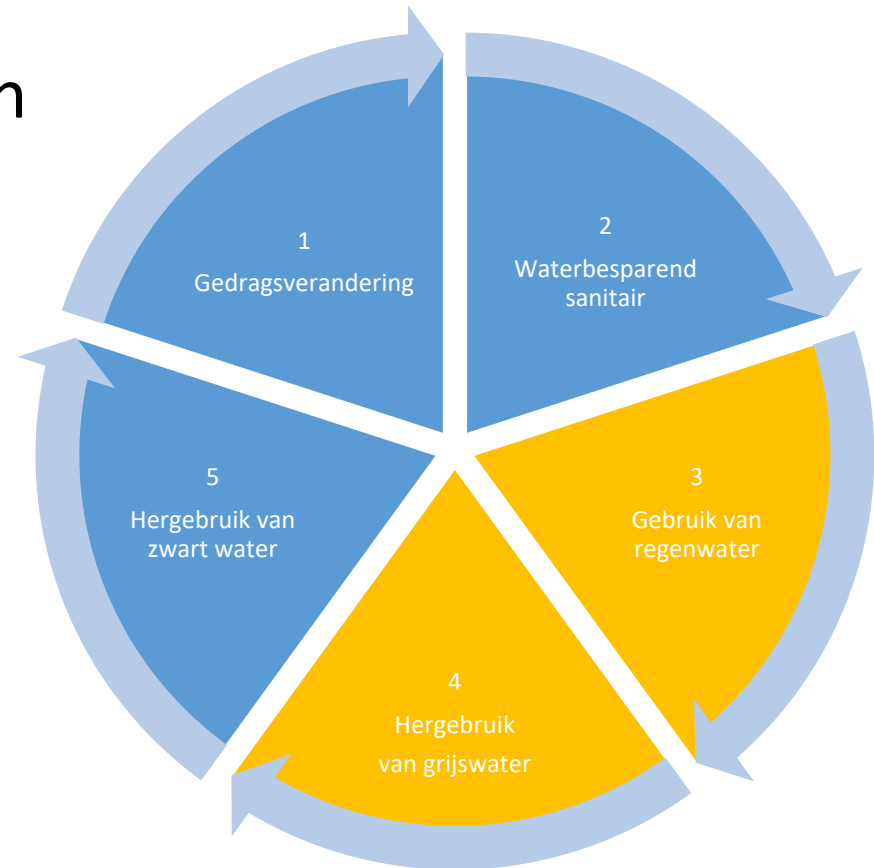 n
1
Gedragsverandering
2
Waterbesparend
sanitair
3
Gebruik van
regenwater
4
Hergebruik
van grijswater
5
Hergebruik van
zwart water